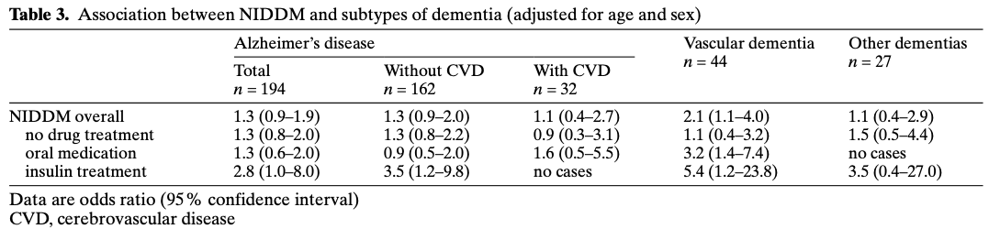 Table 3. Association between NIDDM and subtypes of dementia (adjusted for age and sex)
Alzheimer's disease Vascular dementia Other dementias
n = 44 n = 27
Total Without CVD With CVD
n = 194 n = 162 n = 32
NIDDM overall 1.3 (0.9–1.9) 1.3 (0.9–2.0) 1.1 (0.4–2.7) 2.1 (1.1–4.0) 1.1 (0.4–2.9)
no drug treatment 1.3 (0.8–2.0) 1.3 (0.8–2.2) 0.9 (0.3–3.1) 1.1 (0.4–3.2) 1.5 (0.5–4.4)
oral medication 1.3 (0.6–2.0) 0.9 (0.5–2.0) 1.6 (0.5–5.5) 3.2 (1.4–7.4) no cases
insulin treatment 2.8 (1.0–8.0) 3.5 (1.2–9.8) no cases 5.4 (1.2–23.8) 3.5 (0.4–27.0)
Data are odds ratio (95 % confidence interval)
CVD, cerebrovascular disease